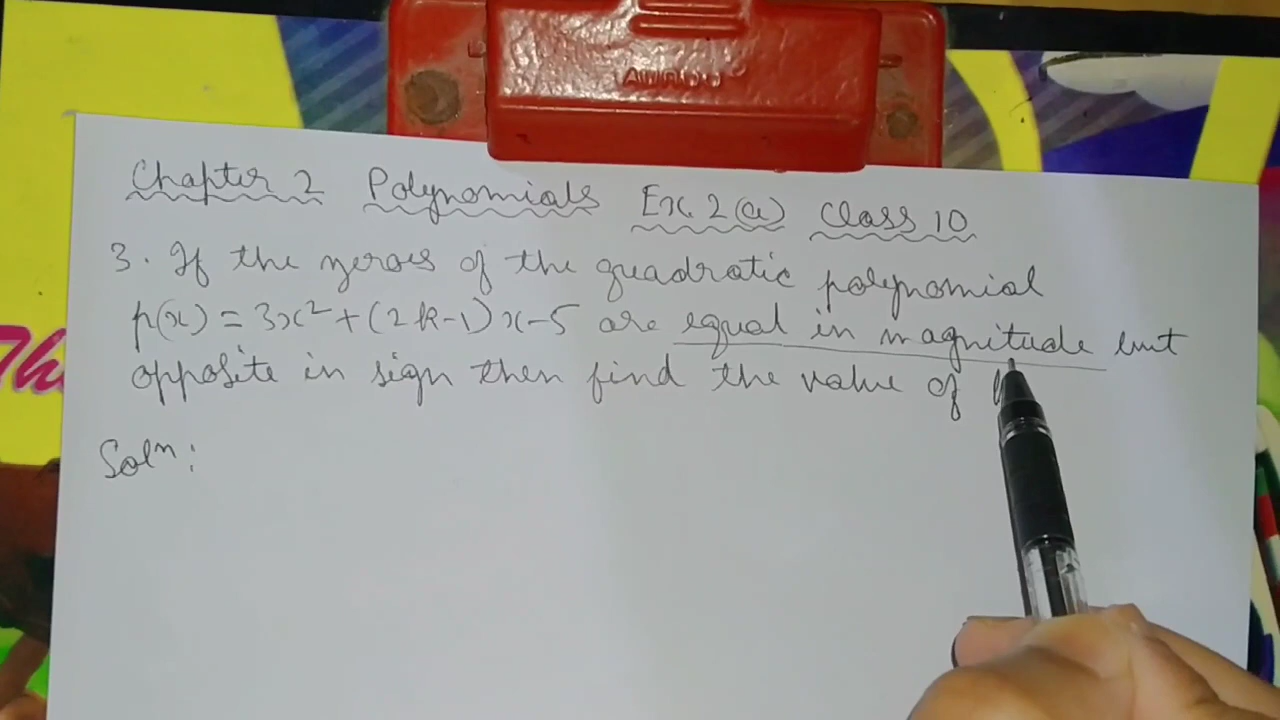 Chapter 2 Polynomials Ex. 2(a) Class 10
3. If the zeroes of the quadratic polynomial
p(x) = 3x² + (2k-1)x - 5 are equal in magnitude but
opposite in sign then find the value of
Solⁿ: